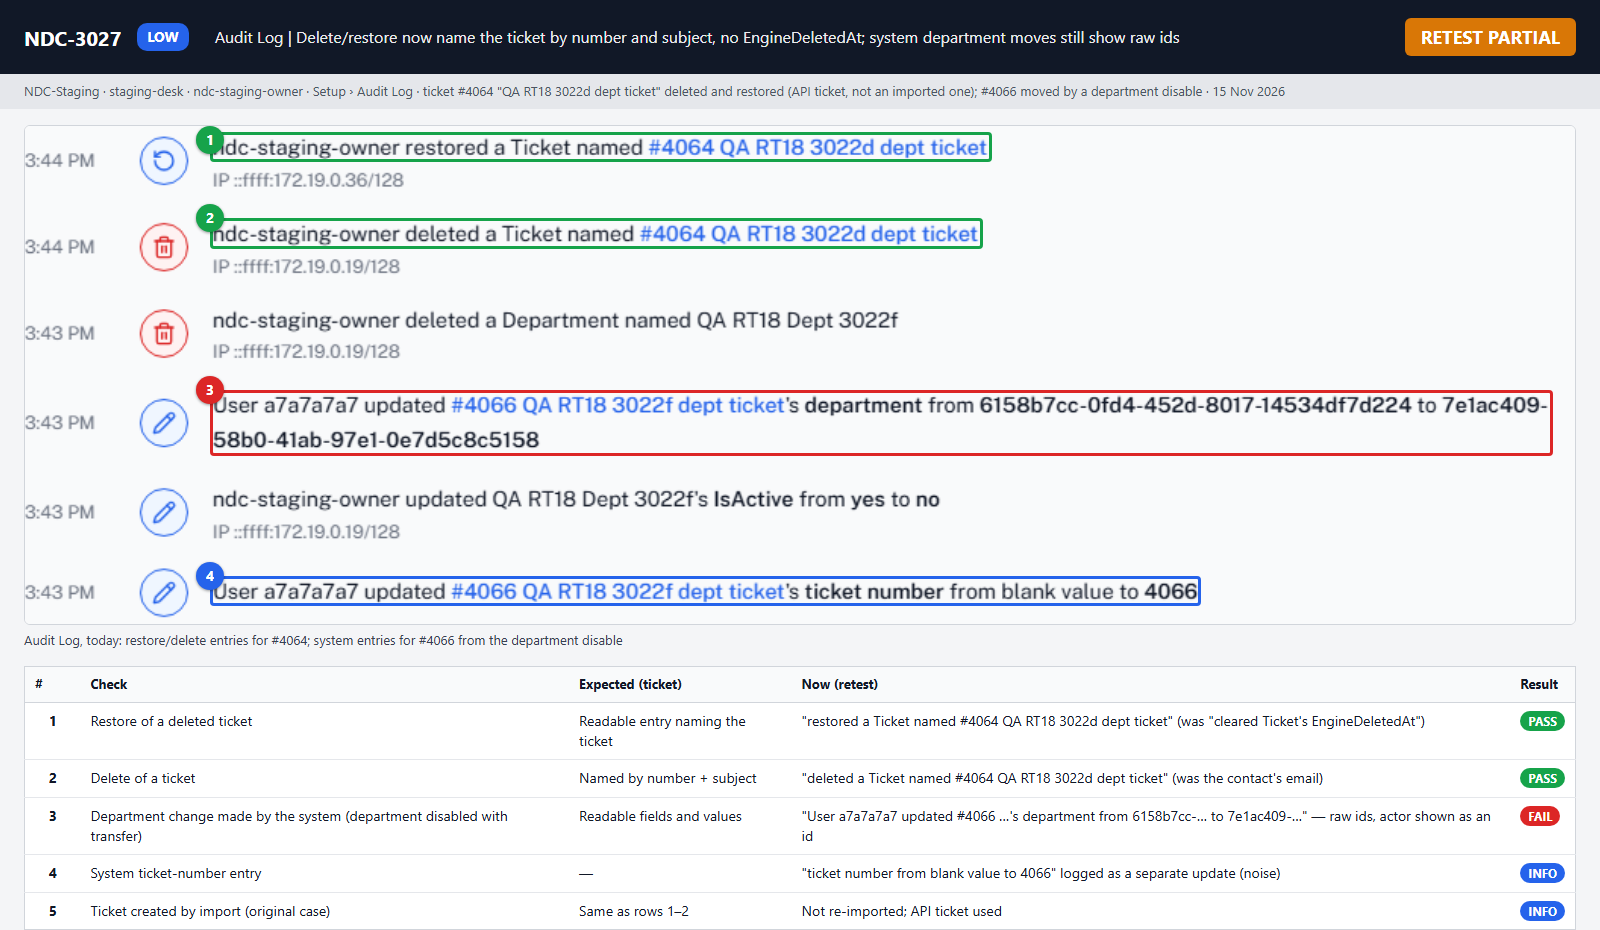 NDC-3027 LOW Audit Log | Delete/restore now name the ticket by number and subject, no EngineDeletedAt; system department moves still show raw ids RETEST PARTIAL
NDC-Staging · staging-desk · ndc-staging-owner · Setup › Audit Log · ticket #4064 "QA RT18 3022d dept ticket" deleted and restored (API ticket, not an imported one); #4066 moved by a department disable · 15 Nov 2026
1
3:44 PM ndc-staging-owner restored a Ticket named #4064 QA RT18 3022d dept ticket
IP ::ffff:172.19.0.36/128
2
3:44 PM ndc-staging-owner deleted a Ticket named #4064 QA RT18 3022d dept ticket
IP ::ffff:172.19.0.19/128
3:43 PM ndc-staging-owner deleted a Department named QA RT18 Dept 3022f
IP ::ffff:172.19.0.19/128
3
3:43 PM User a7a7a7a7 updated #4066 QA RT18 3022f dept ticket's department from 6158b7cc-0fd4-452d-8017-14534df7d224 to 7e1ac409-
58b0-41ab-97e1-0e7d5c8c5158
3:43 PM ndc-staging-owner updated QA RT18 Dept 3022f's IsActive from yes to no
IP ::ffff:172.19.0.19/128
4
3:43 PM User a7a7a7a7 updated #4066 QA RT18 3022f dept ticket's ticket number from blank value to 4066
Audit Log, today: restore/delete entries for #4064; system entries for #4066 from the department disable
# Check Expected (ticket) Now (retest) Result
1 Restore of a deleted ticket Readable entry naming the "restored a Ticket named #4064 QA RT18 3022d dept ticket" (was "cleared Ticket's EngineDeletedAt") PASS
ticket
2 Delete of a ticket Named by number + subject "deleted a Ticket named #4064 QA RT18 3022d dept ticket" (was the contact's email) PASS
3 Department change made by the system (department disabled with Readable fields and values "User a7a7a7a7 updated #4066 ...'s department from 6158b7cc-... to 7e1ac409-..." — raw ids, actor shown as an FAIL
transfer) id
4 System ticket-number entry — "ticket number from blank value to 4066" logged as a separate update (noise) INFO
5 Ticket created by import (original case) Same as rows 1–2 Not re-imported; API ticket used INFO